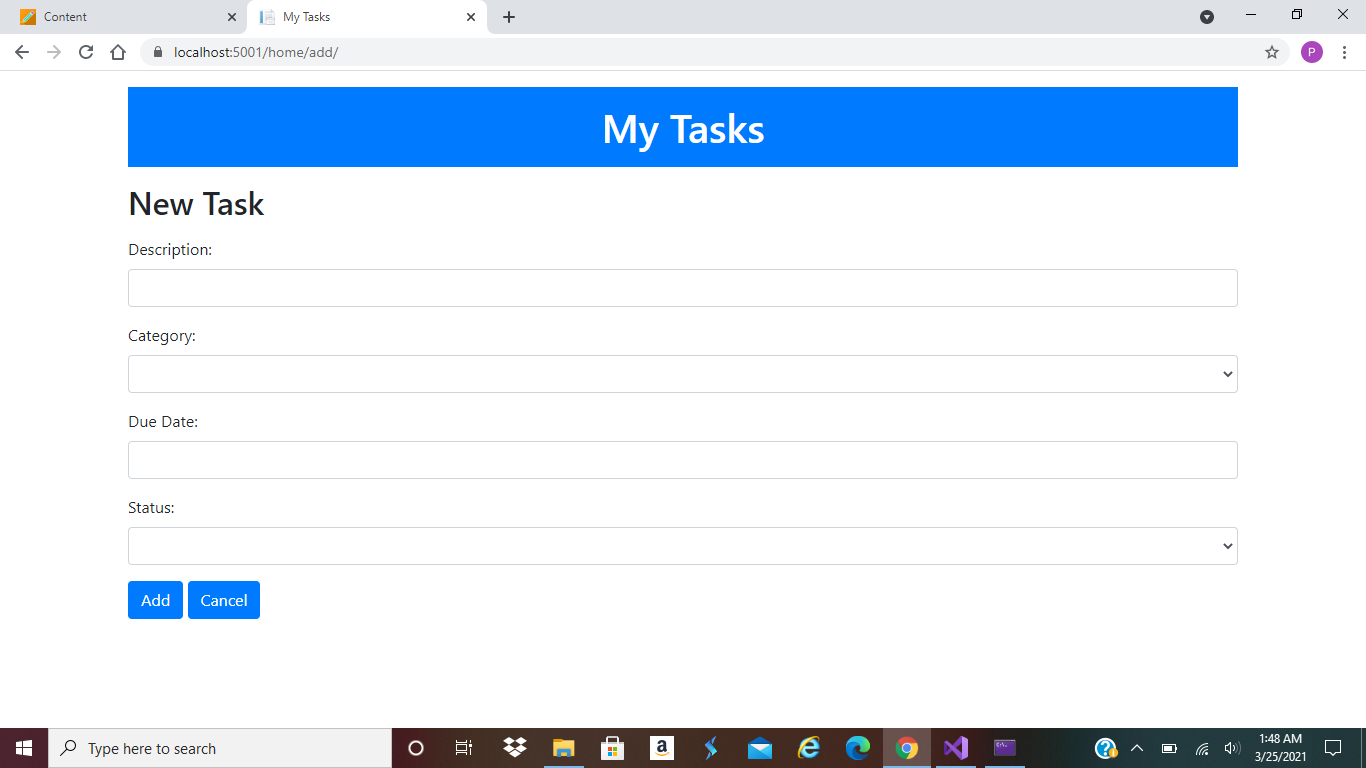 Content
My Tasks
localhost:5001/home/add/
P
My Tasks
New Task
Description:
Category:
Due Date:
Status:
Add Cancel
Type here to search
a
1:48 AM
3/25/2021